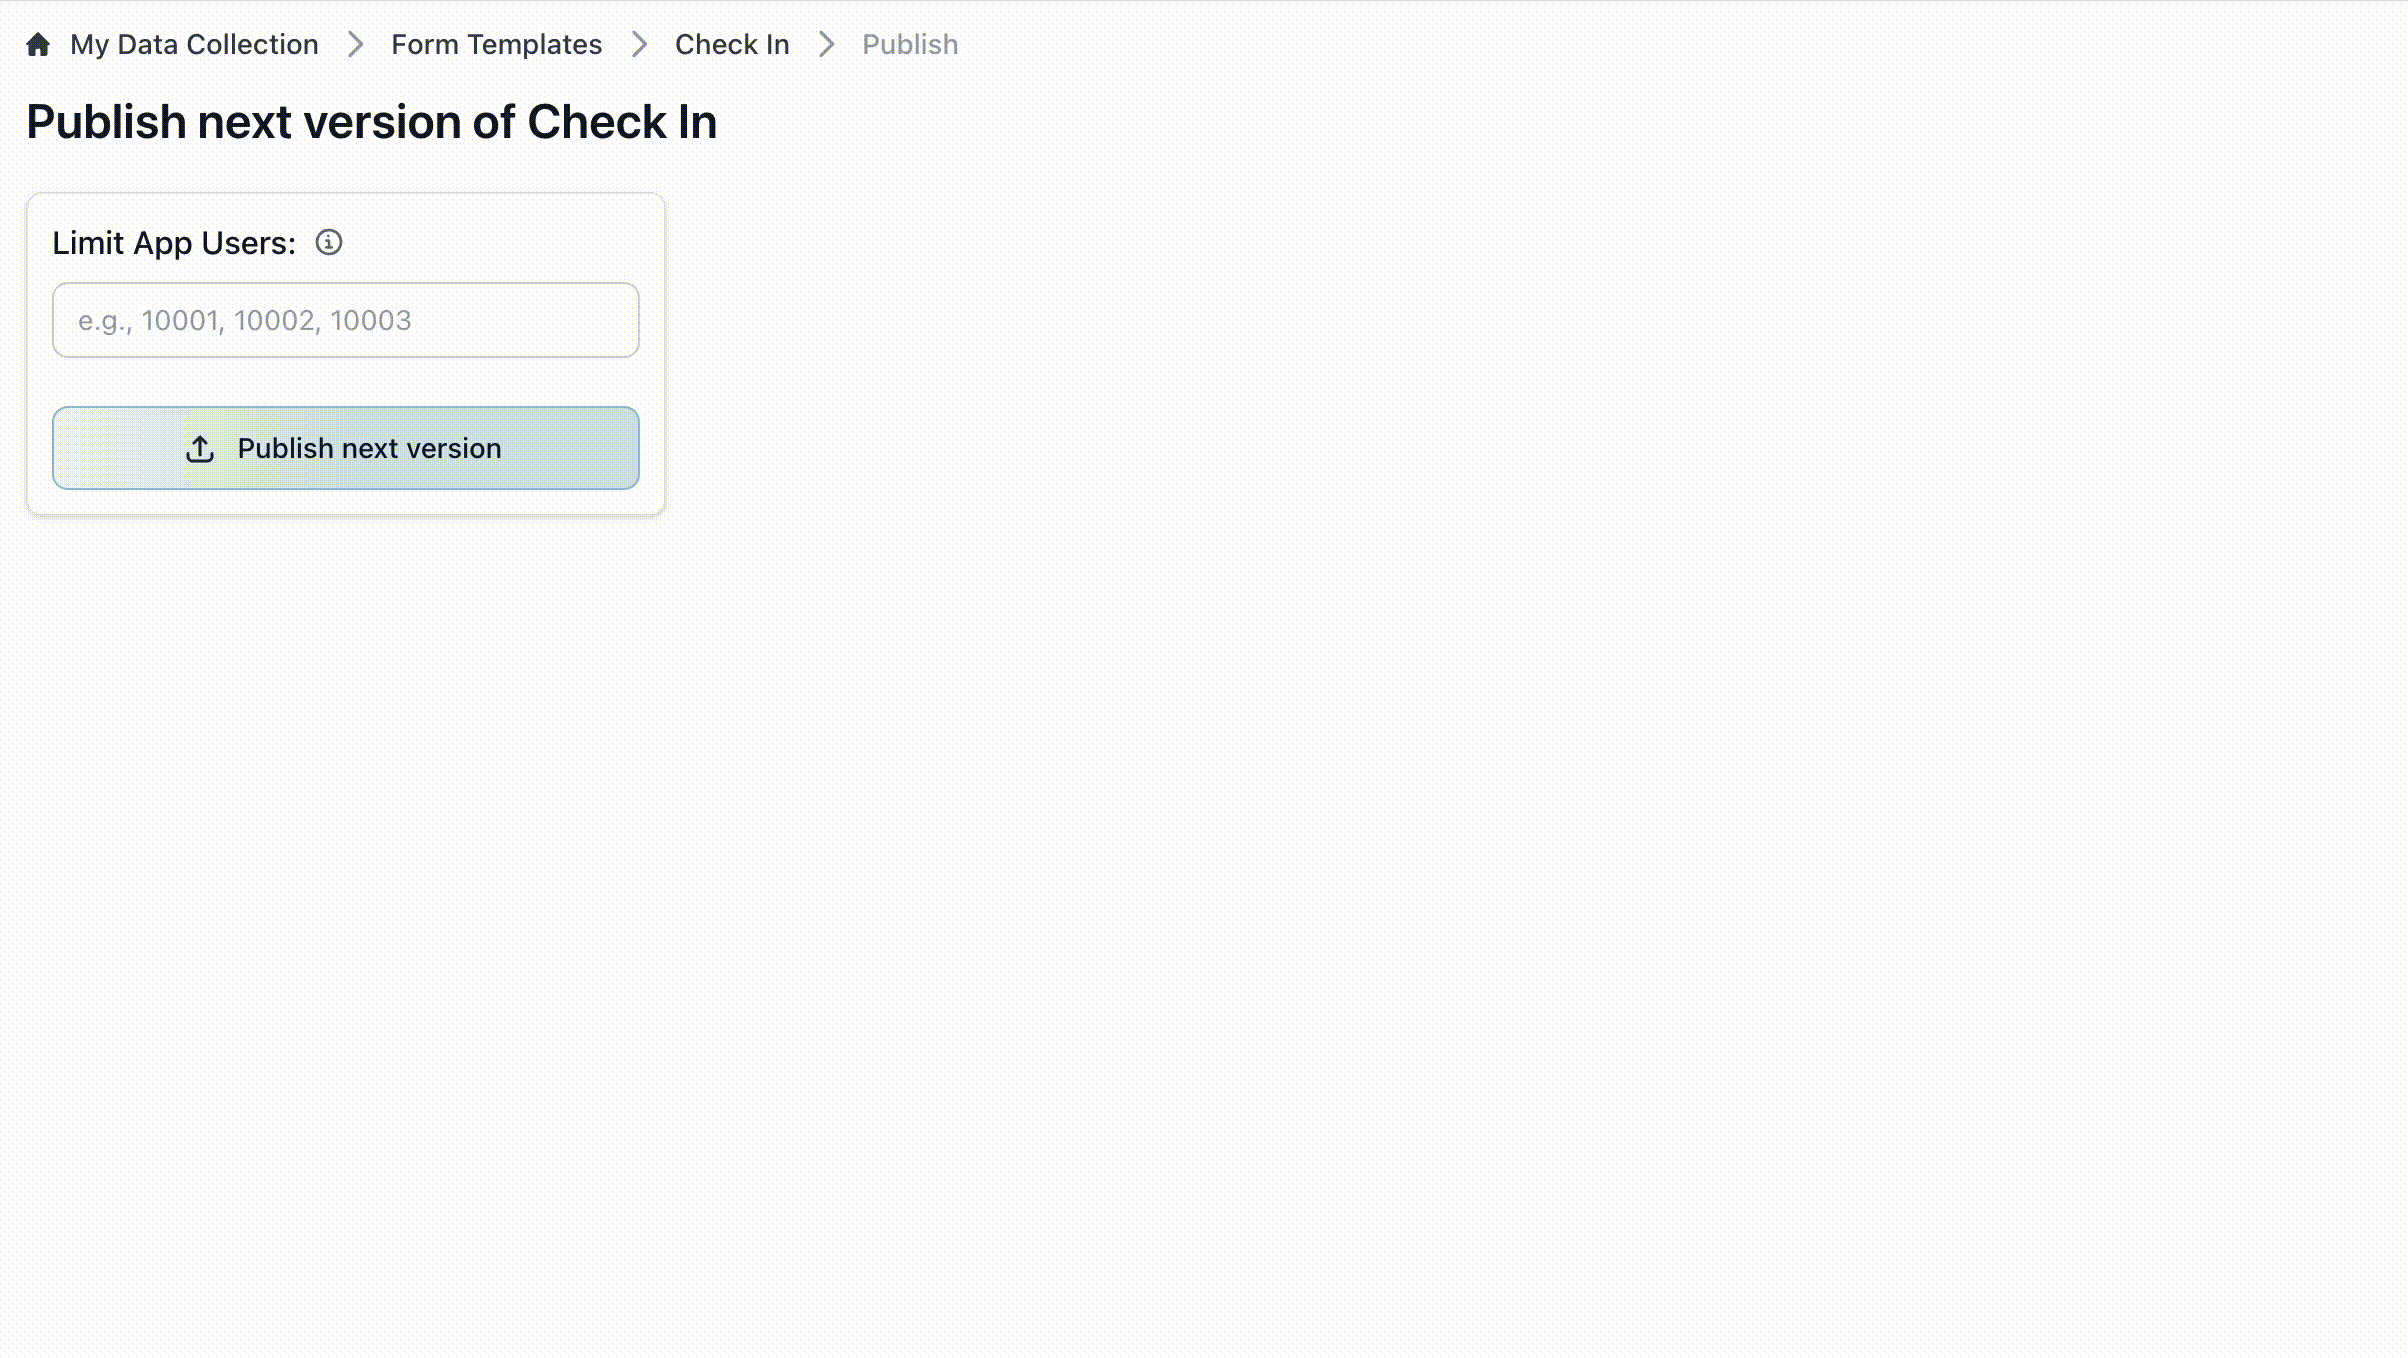 My Data Collection > Form Templates > Check In > Publish
Publish next version of Check In
Limit App Users:
e.g., 10001, 10002, 10003
Publish next version